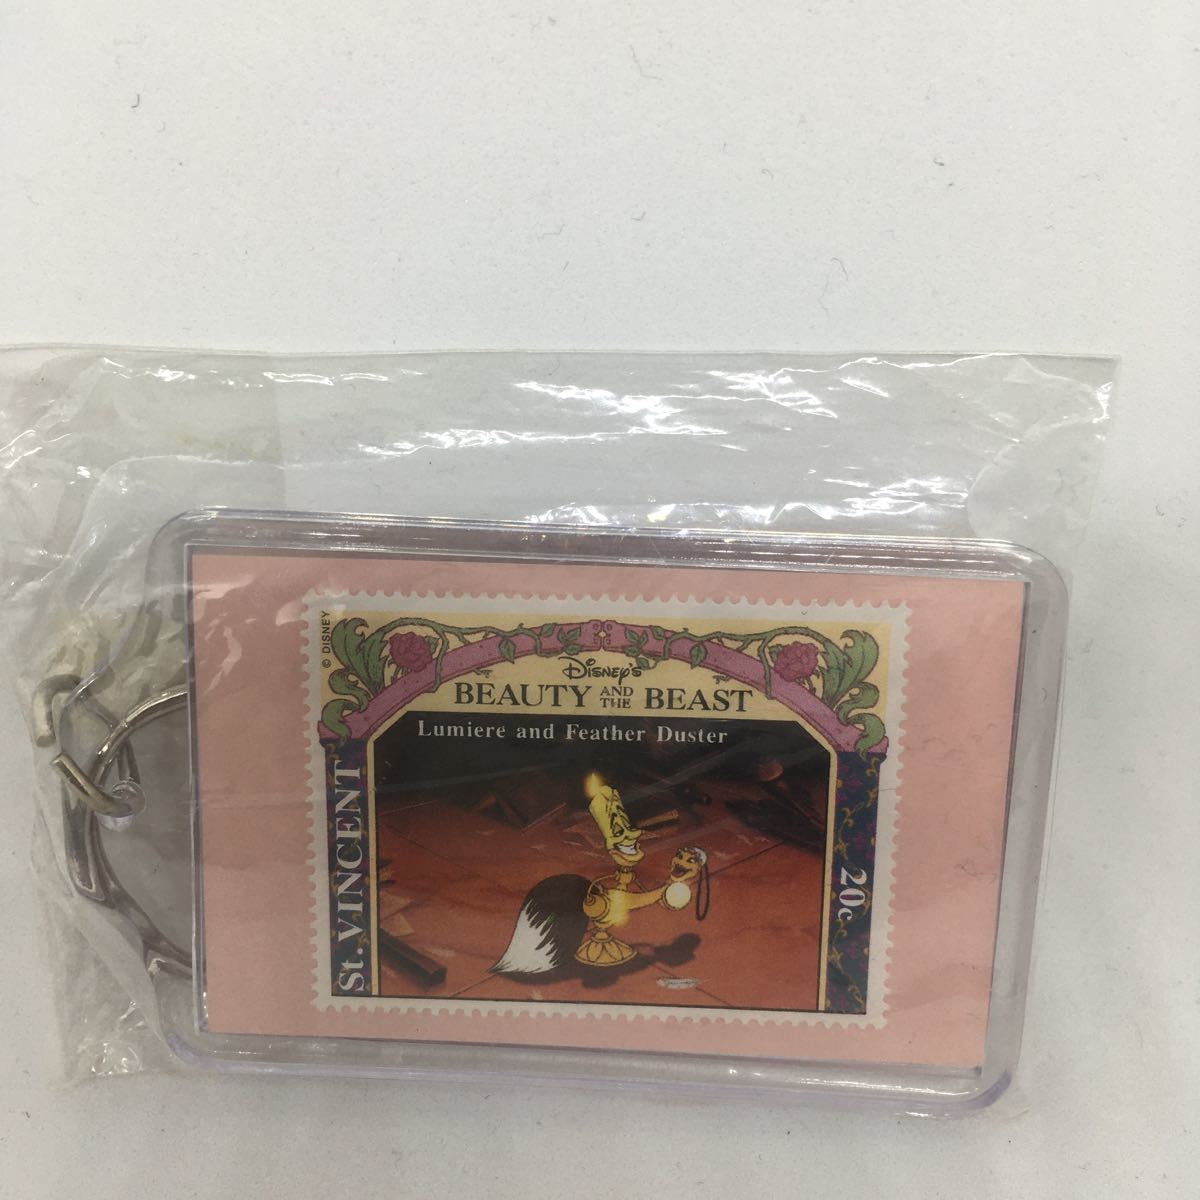 © DISNEY
DISNEY'S
BEAUTY AND THE BEAST
Lumiere and Feather Duster
St. VINCENT
20c